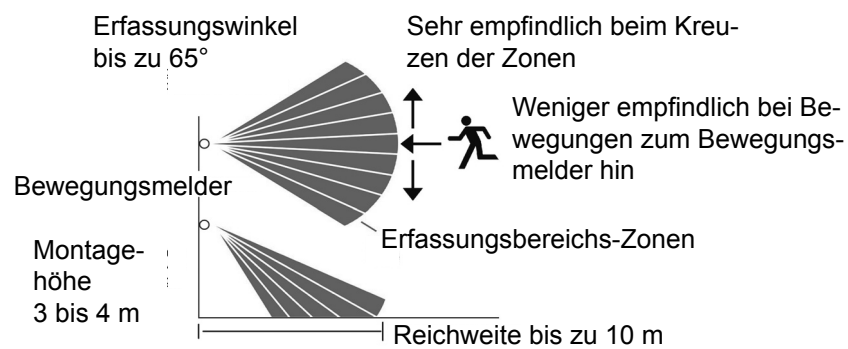 Erfassungswinkel
bis zu 65°
Sehr empfindlich beim Kreu-
zen der Zonen
Weniger empfindlich bei Be-
wegungen zum Bewegungs-
melder hin
Bewegungsmelder
Erfassungsbereichs-Zonen
Montage-
höhe
3 bis 4 m
Reichweite bis zu 10 m